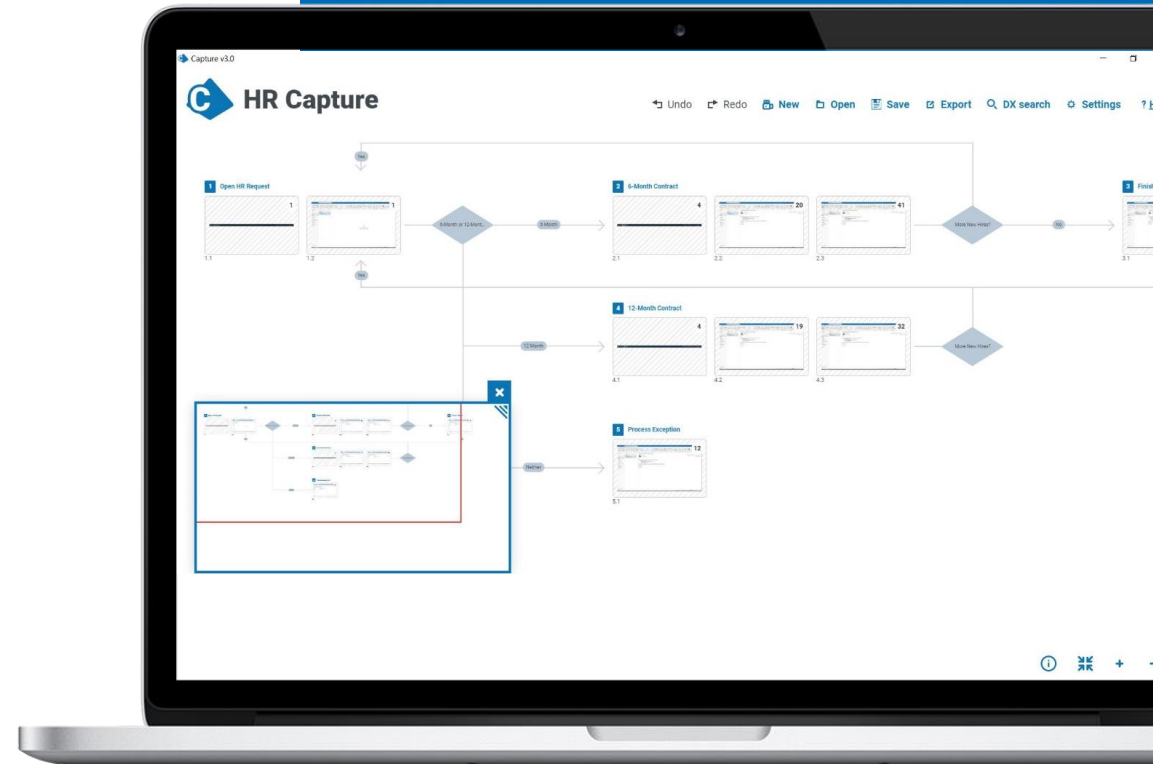 Capture v3.0
HR Capture
Undo Redo New Open Save Export DX search Settings ?
Yes
1 Open HR Request
2 6-Month Contract
3 Finish
1
1
4
20
41
6-Month or 12-Mont...
More New Hires?
No
1.1
1.2
2.1
2.2
2.3
3.1
Yes
4 12-Month Contract
4
19
32
12 Month
More New Hires?
4.1
4.2
4.3
5 Process Exception
12
Neither
5.1